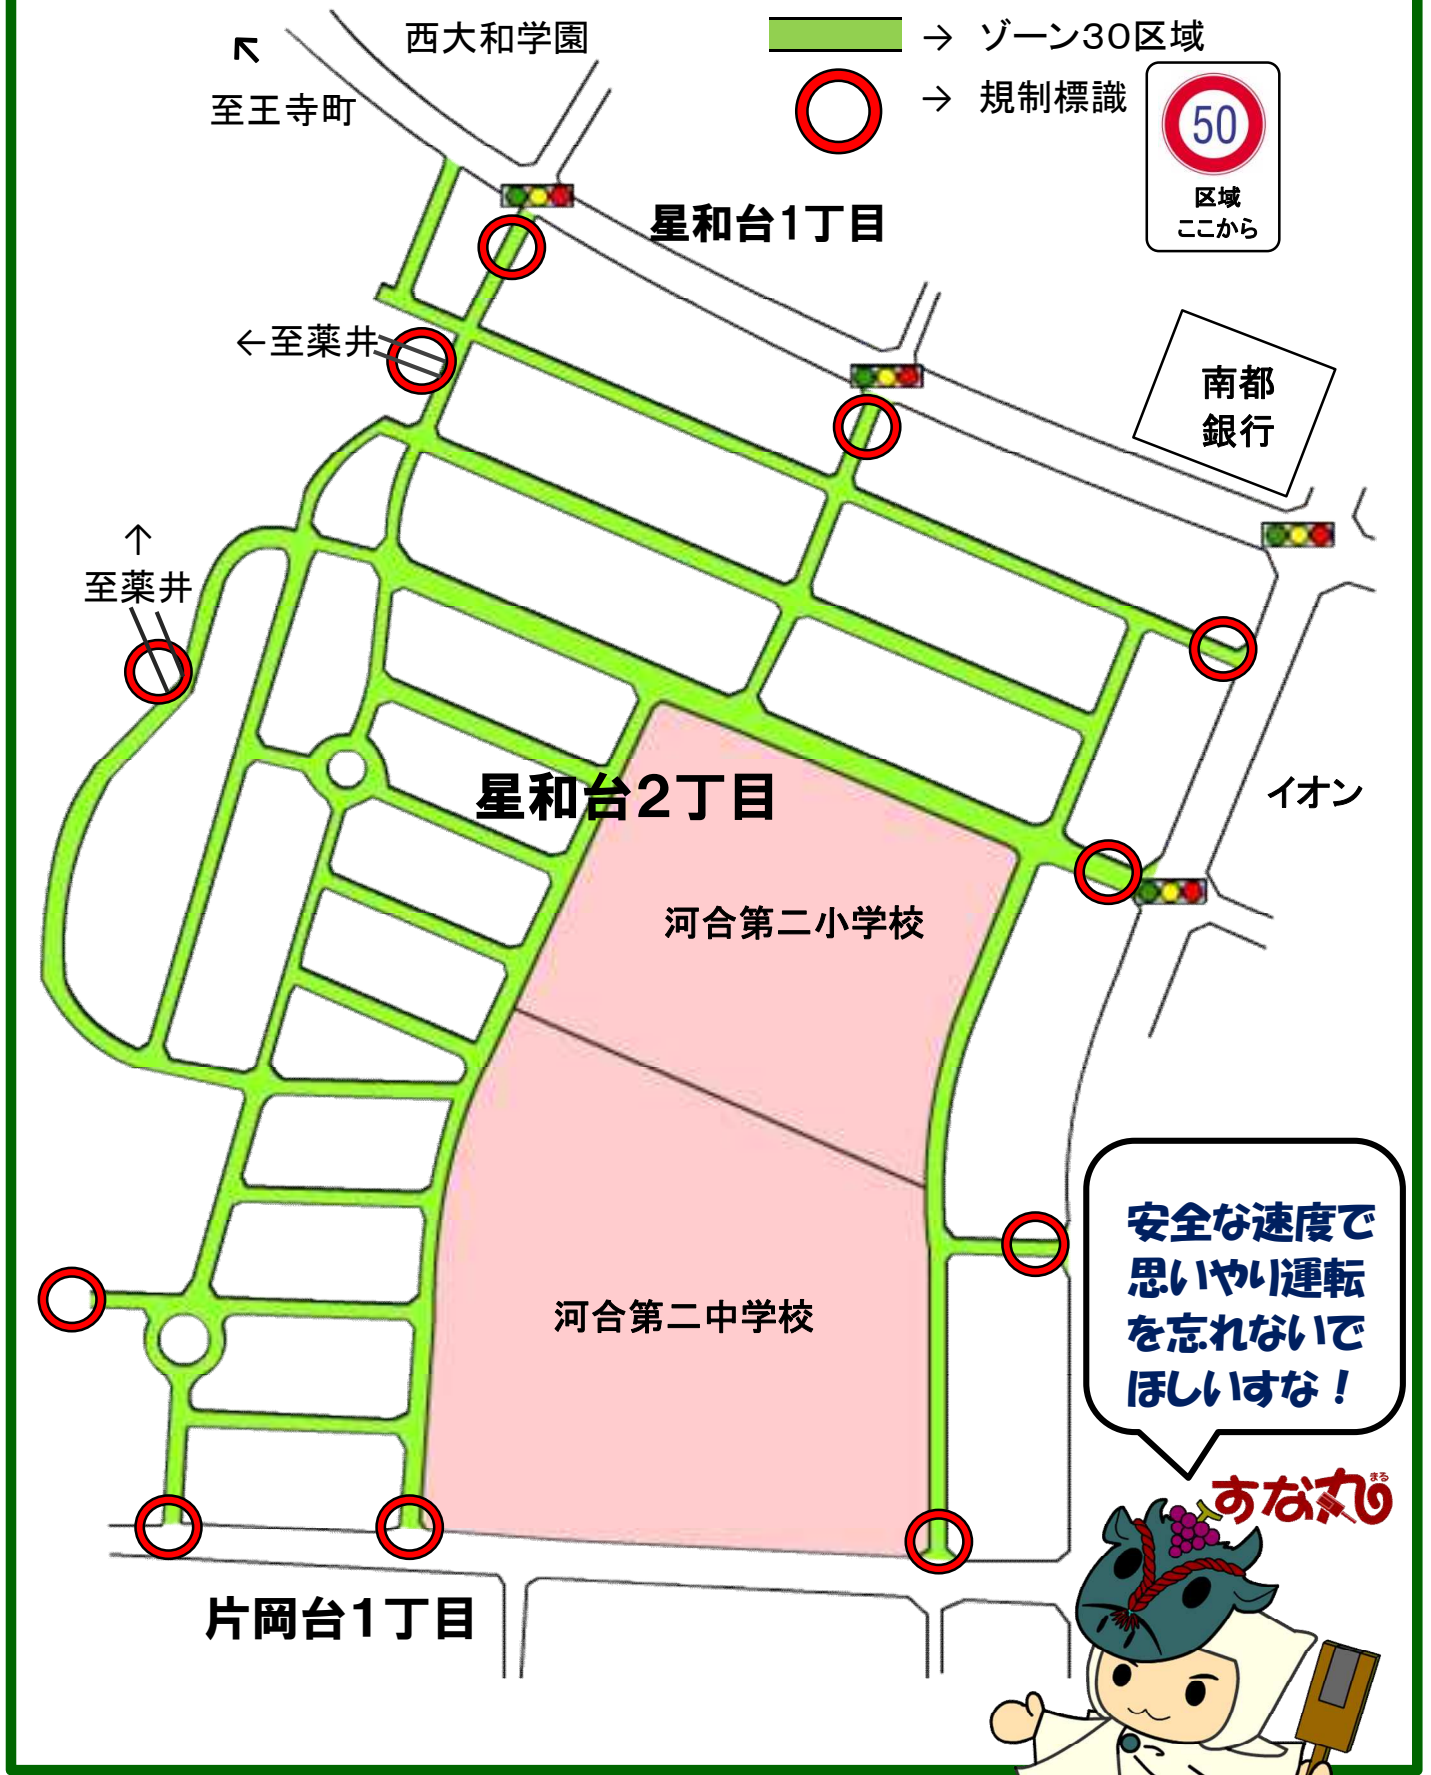 西大和学園
→ ゾーン30区域
↖
至王寺町
→ 規制標識
50
区域
ここから
星和台1丁目
←至薬井
南都
銀行
↑
至薬井
星和台2丁目
イオン
河合第二小学校
安全な速度で
思いやり運転
を忘れないで
ほしいすな！
河合第二中学校
まる
すな丸
片岡台1丁目